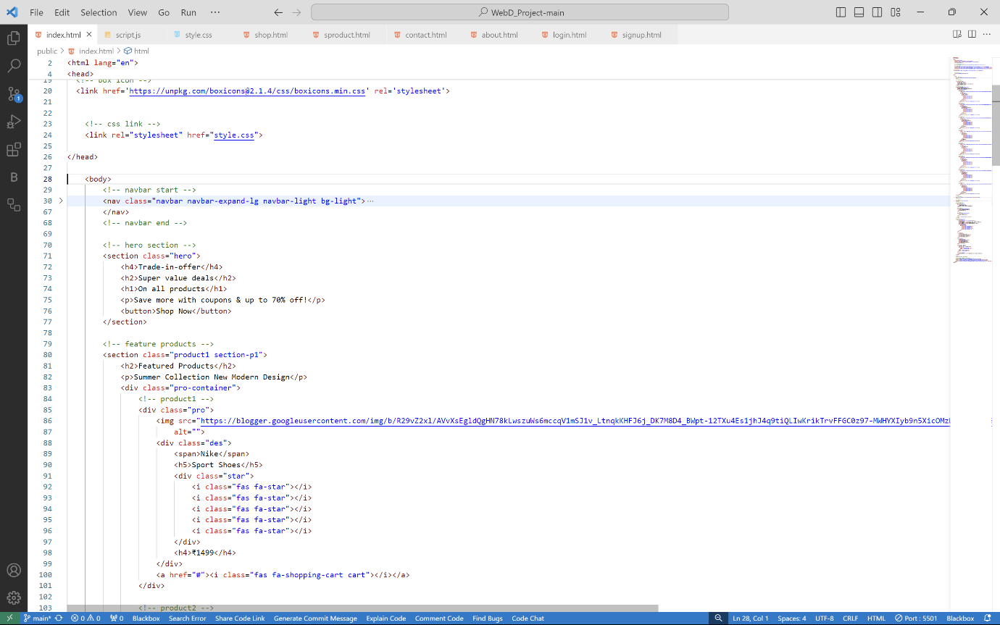 File Edit Selection View Go Run ··· WebD_Project-main
index.html script.js style.css shop.html sproduct.html contact.html about.html login.html signup.html
public > index.html > html
2 <html lang="en">
4 <head>
19 <!-- box icon -->
20 <link href='https://unpkg.com/boxicons@2.1.4/css/boxicons.min.css' rel='stylesheet'>
21
22
23 <!-- css link -->
24 <link rel="stylesheet" href="style.css">
25
26 </head>
27
28 <body>
29 <!-- navbar start -->
30 <nav class="navbar navbar-expand-lg navbar-light bg-light">···
67 </nav>
68 <!-- navbar end -->
69
70 <!-- hero section -->
71 <section class="hero">
72 <h4>Trade-in-offer</h4>
73 <h2>Super value deals</h2>
74 <h1>On all products</h1>
75 <p>Save more with coupons & up to 70% off!</p>
76 <button>Shop Now</button>
77 </section>
78
79 <!-- feature products -->
80 <section class="product1 section-p1">
81 <h2>Featured Products</h2>
82 <p>Summer Collection New Modern Design</p>
83 <div class="pro-container">
84 <!-- product1 -->
85 <div class="pro">
86 <img src="https://blogger.googleusercontent.com/img/b/R29vZ2xl/AVvXsEgldQgHN78kLwszuWs6mccqV1mSJ1v_LtnqkKHFJ6j_DK7M8D4_BWpt-12TXu4Es1jhJ4q9tiQLIwKrikTrvFFGC0z97-MWHYXIyb9n5XicOMz
87 alt="">
88 <div class="des">
89 <span>Nike</span>
90 <h5>Sport Shoes</h5>
91 <div class="star">
92 <i class="fas fa-star"></i>
93 <i class="fas fa-star"></i>
94 <i class="fas fa-star"></i>
95 <i class="fas fa-star"></i>
96 <i class="fas fa-star"></i>
97 </div>
98 <h4>₹1499</h4>
99 </div>
100 <a href="#"><i class="fas fa-shopping-cart cart"></i></a>
101 </div>
102
103 <!-- product2 -->
B
1
main* 0 0 0 Blackbox Search Error Share Code Link Generate Commit Message Explain Code Comment Code Find Bugs Code Chat Ln 28, Col 1 Spaces: 4 UTF-8 CRLF HTML Port : 5501 Blackbox